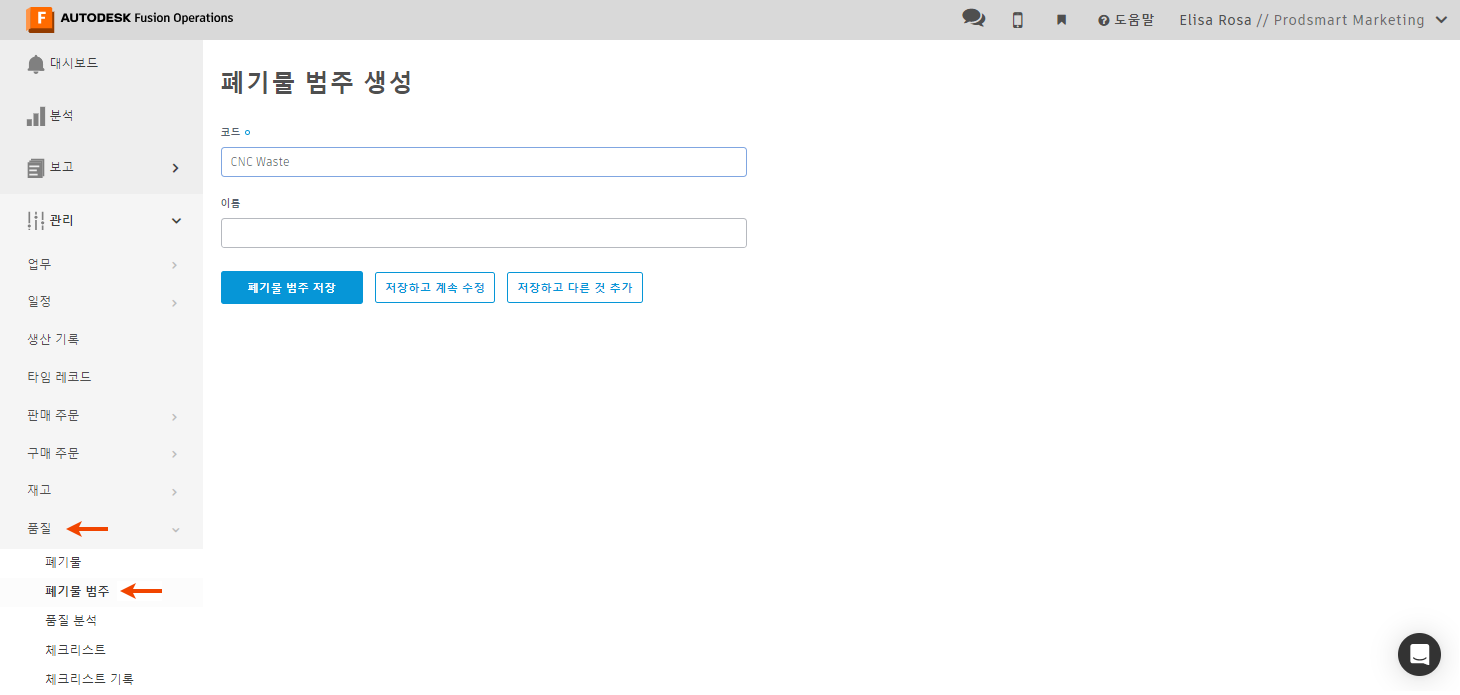 AUTODESK Fusion Operations
도움말
Elisa Rosa // Prodsmart Marketing
대시보드
분석
보고
관리
업무
일정
생산 기록
타임 레코드
판매 주문
구매 주문
재고
품질
폐기물
폐기물 범주
품질 분석
체크리스트
체크리스트 기록
폐기물 범주 생성
코드
CNC Waste
이름
폐기물 범주 저장
저장하고 계속 수정
저장하고 다른 것 추가